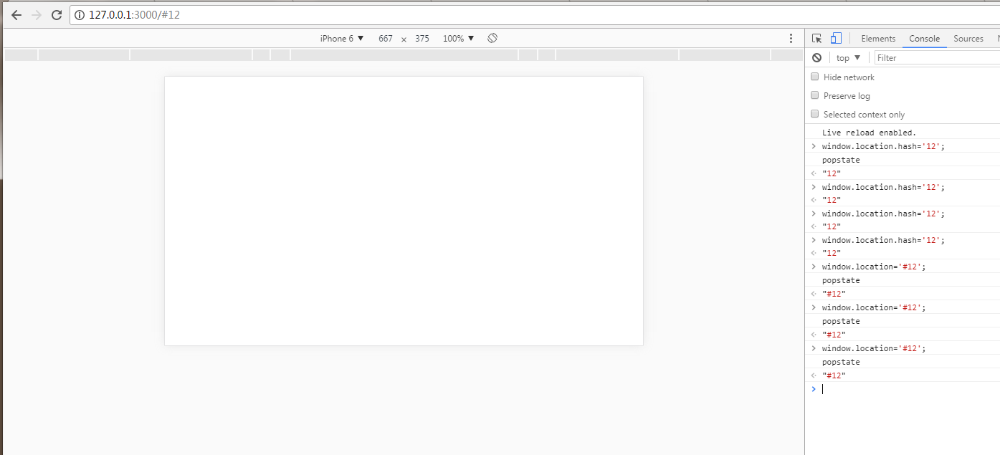 127.0.0.1:3000/#12
iPhone 6 ▼ 667 × 375 100% ▼
Elements Console Sources
top ▼ Filter
Hide network
Preserve log
Selected context only
Live reload enabled.
> window.location.hash='12';
popstate
<· "12"
> window.location.hash='12';
<· "12"
> window.location.hash='12';
<· "12"
> window.location.hash='12';
<· "12"
> window.location='#12';
popstate
<· "#12"
> window.location='#12';
popstate
<· "#12"
> window.location='#12';
popstate
<· "#12"
>